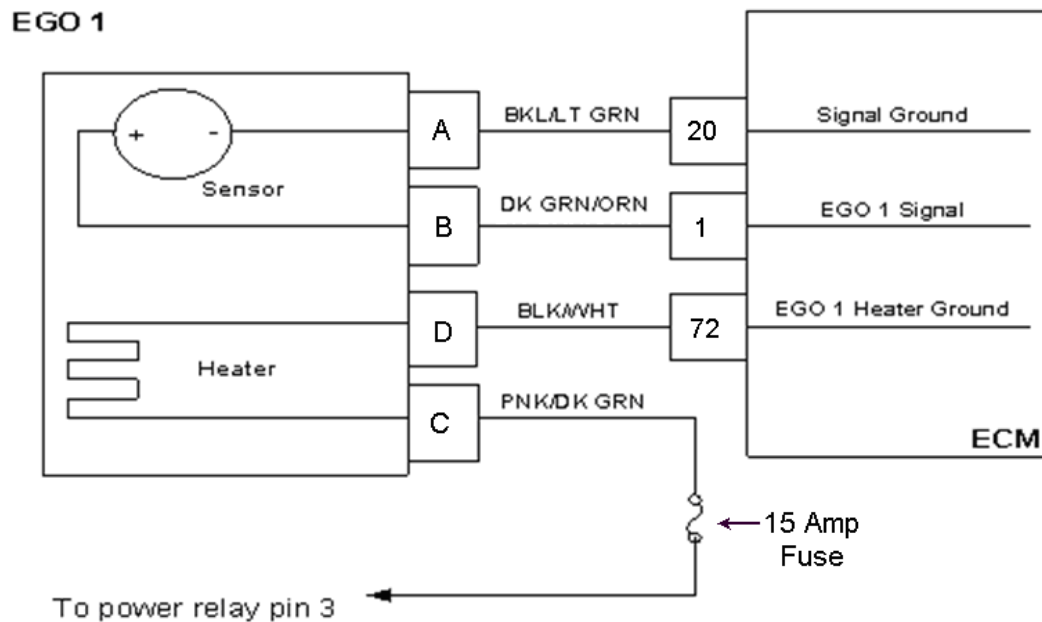 EGO 1
A
BKL/LT GRN
20
Signal Ground
+ -
Sensor
B
DK GRN/ORN
1
EGO 1 Signal
D
BLK/WHT
72
EGO 1 Heater Ground
Heater
C
PNK/DK GRN
ECM
15 Amp
Fuse
To power relay pin 3